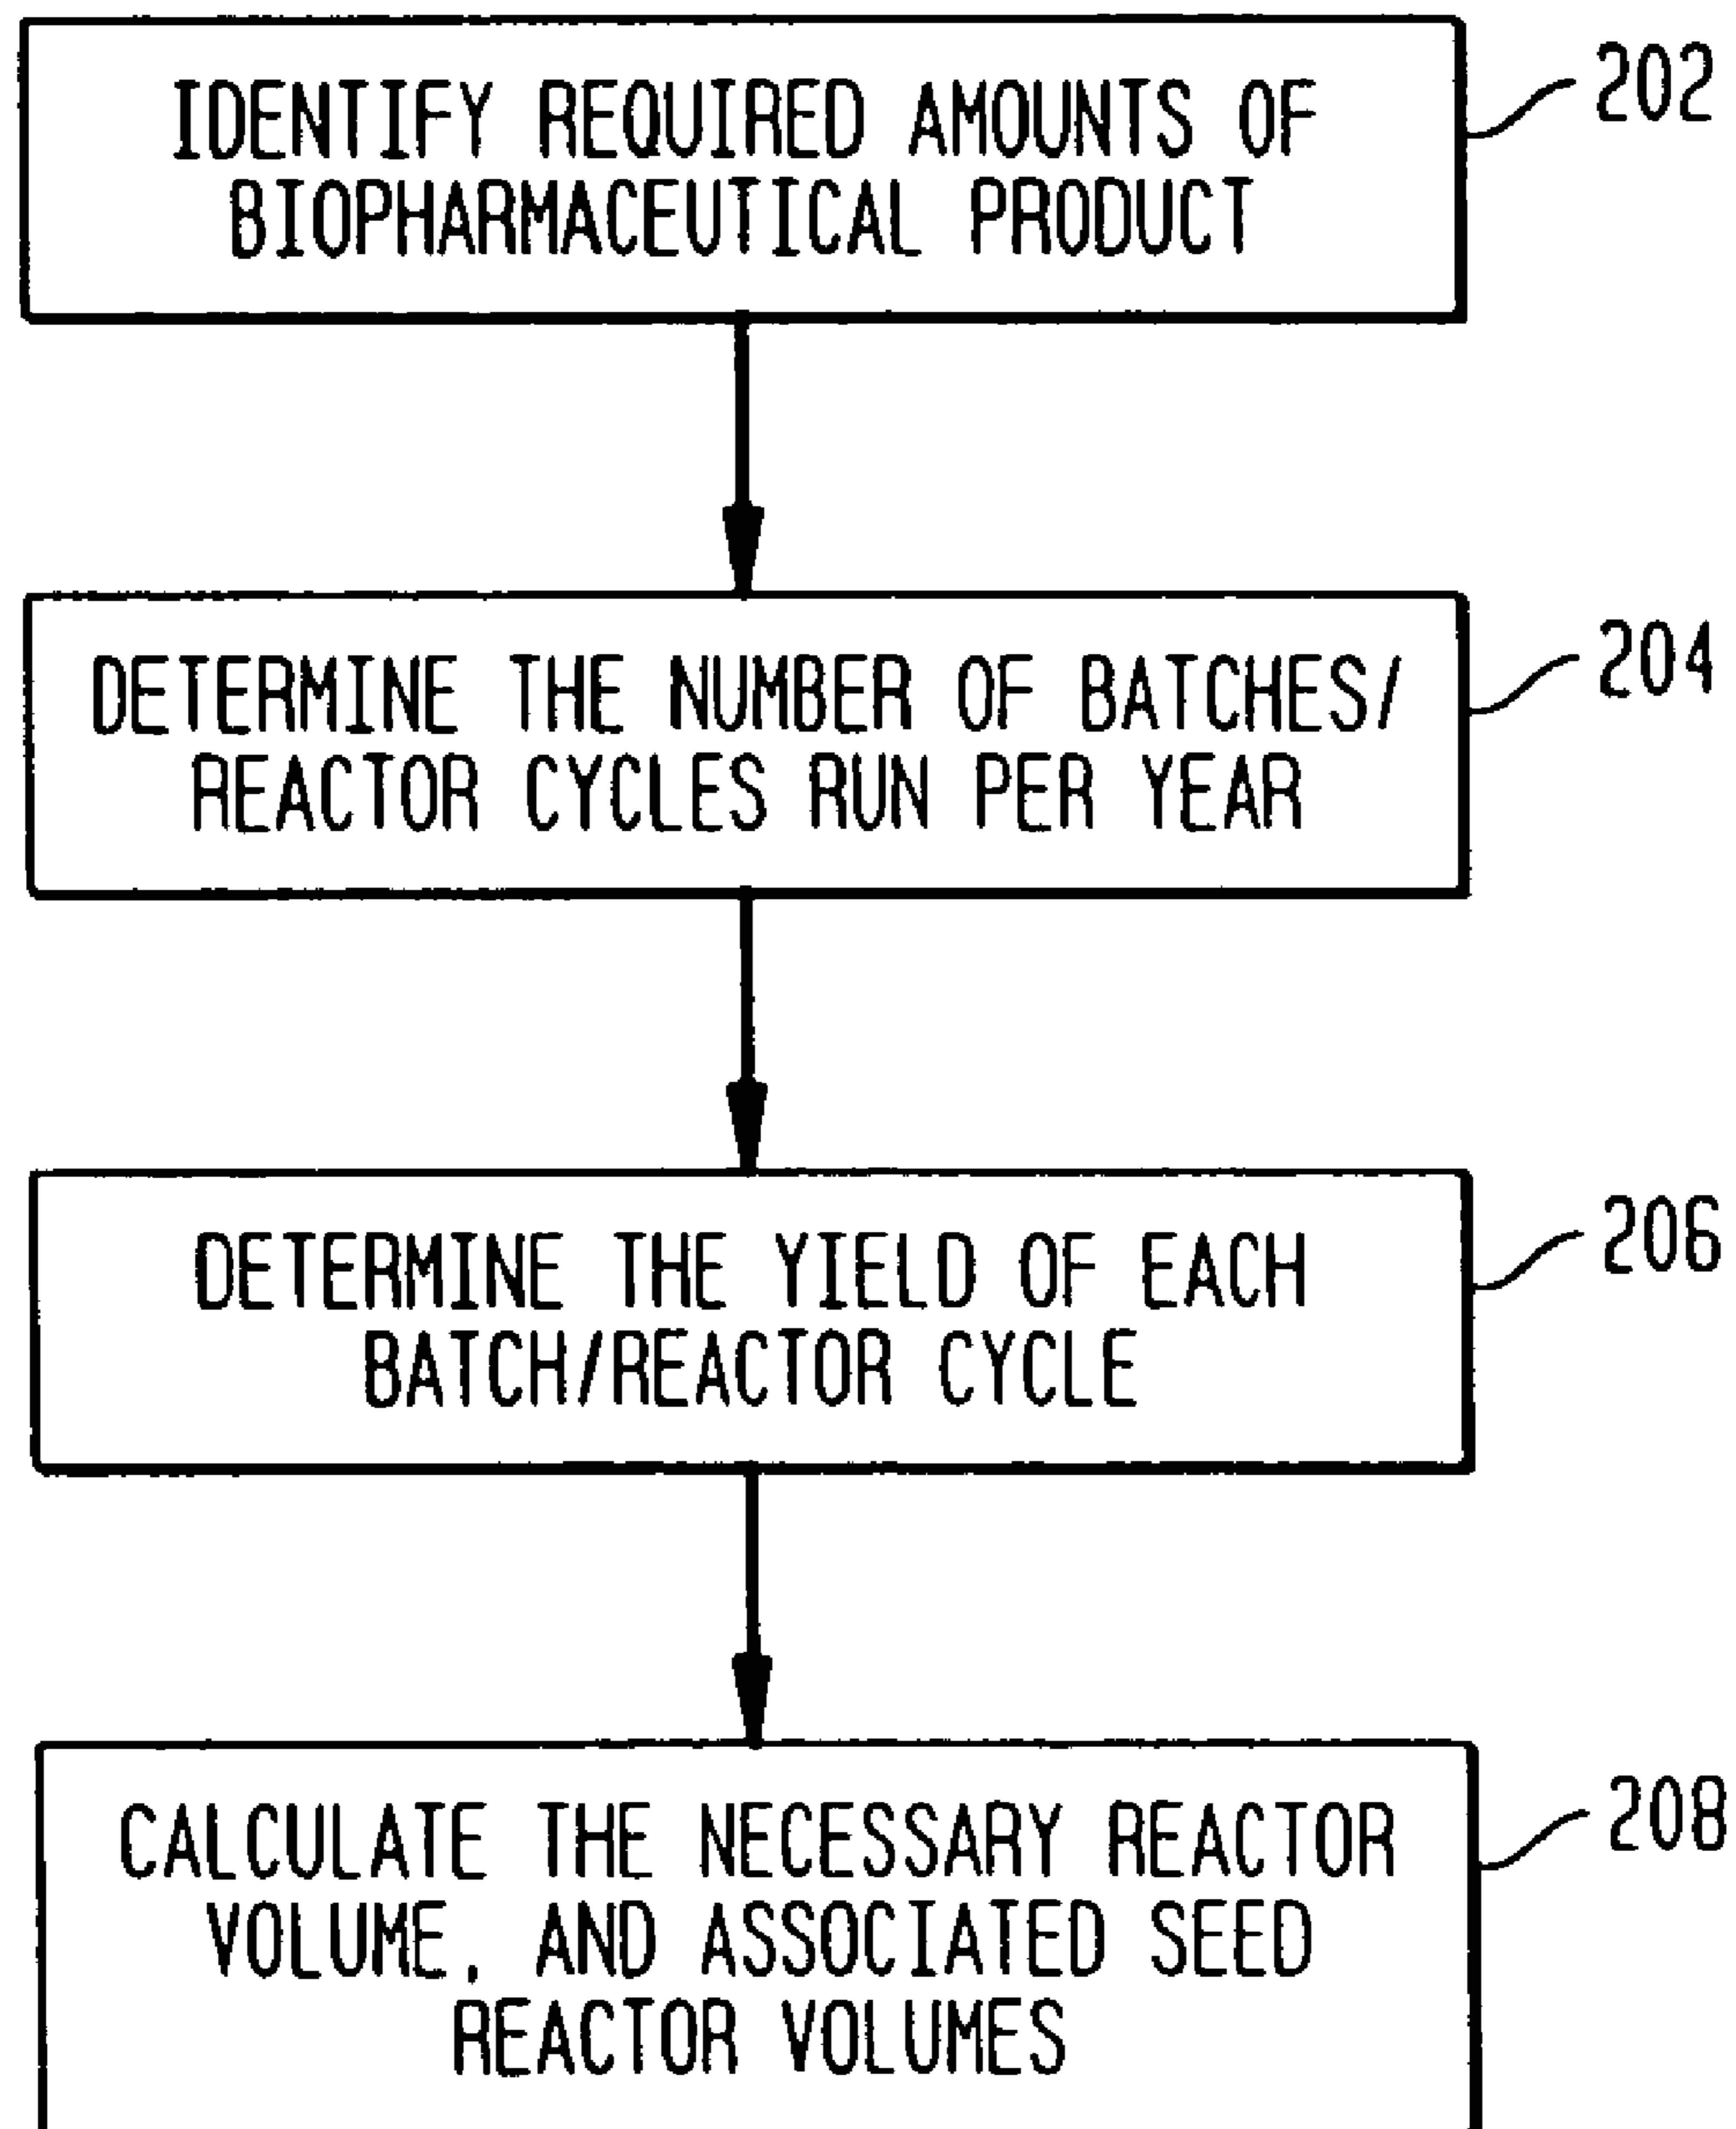 IDENTIFY REQUIRED AMOUNTS OF
BIOPHARMACEUTICAL PRODUCT
202
DETERMINE THE NUMBER OF BATCHES/
REACTOR CYCLES RUN PER YEAR
204
DETERMINE THE YIELD OF EACH
BATCH/REACTOR CYCLE
206
CALCULATE THE NECESSARY REACTOR
VOLUME, AND ASSOCIATED SEED
REACTOR VOLUMES
208